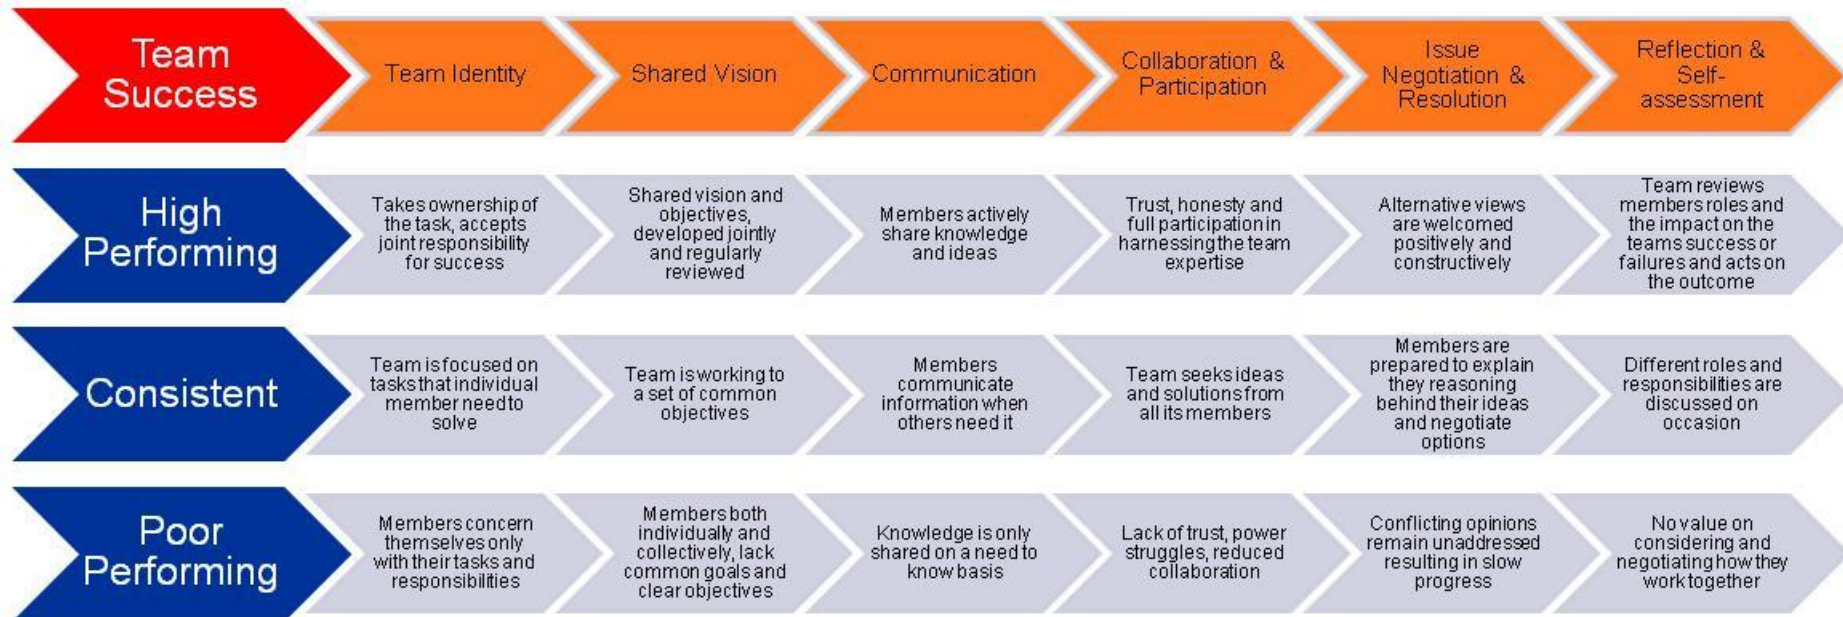 Team
Success
Team Identity
Shared Vision
Communication
Collaboration &
Participation
Issue
Negotiation &
Resolution
Reflection &
Self-
assessment
High
Performing
Takes ownership of
the task, accepts
joint responsibility
for success
Shared vision and
objectives,
developed jointly
and regularly
reviewed
Members actively
share knowledge
and ideas
Trust, honesty and
full participation in
harnessing the team
expertise
Alternative views
are welcomed
positively and
constructively
Team reviews
members roles and
the impact on the
teams success or
failures and acts on
the outcome
Consistent
Team is focused on
tasks that individual
member need to
solve
Team is working to
a set of common
objectives
Members
communicate
information when
others need it
Team seeks ideas
and solutions from
all its members
Members are
prepared to explain
they reasoning
behind their ideas
and negotiate
options
Different roles and
responsibilities are
discussed on
occasion
Poor
Performing
Members concern
themselves only
with their tasks and
responsibilities
Members both
individually and
collectively, lack
common goals and
clear objectives
Knowledge is only
shared on a need to
know basis
Lack of trust, power
struggles, reduced
collaboration
Conflicting opinions
remain unaddressed
resulting in slow
progress
No value on
considering and
negotiating how they
work together